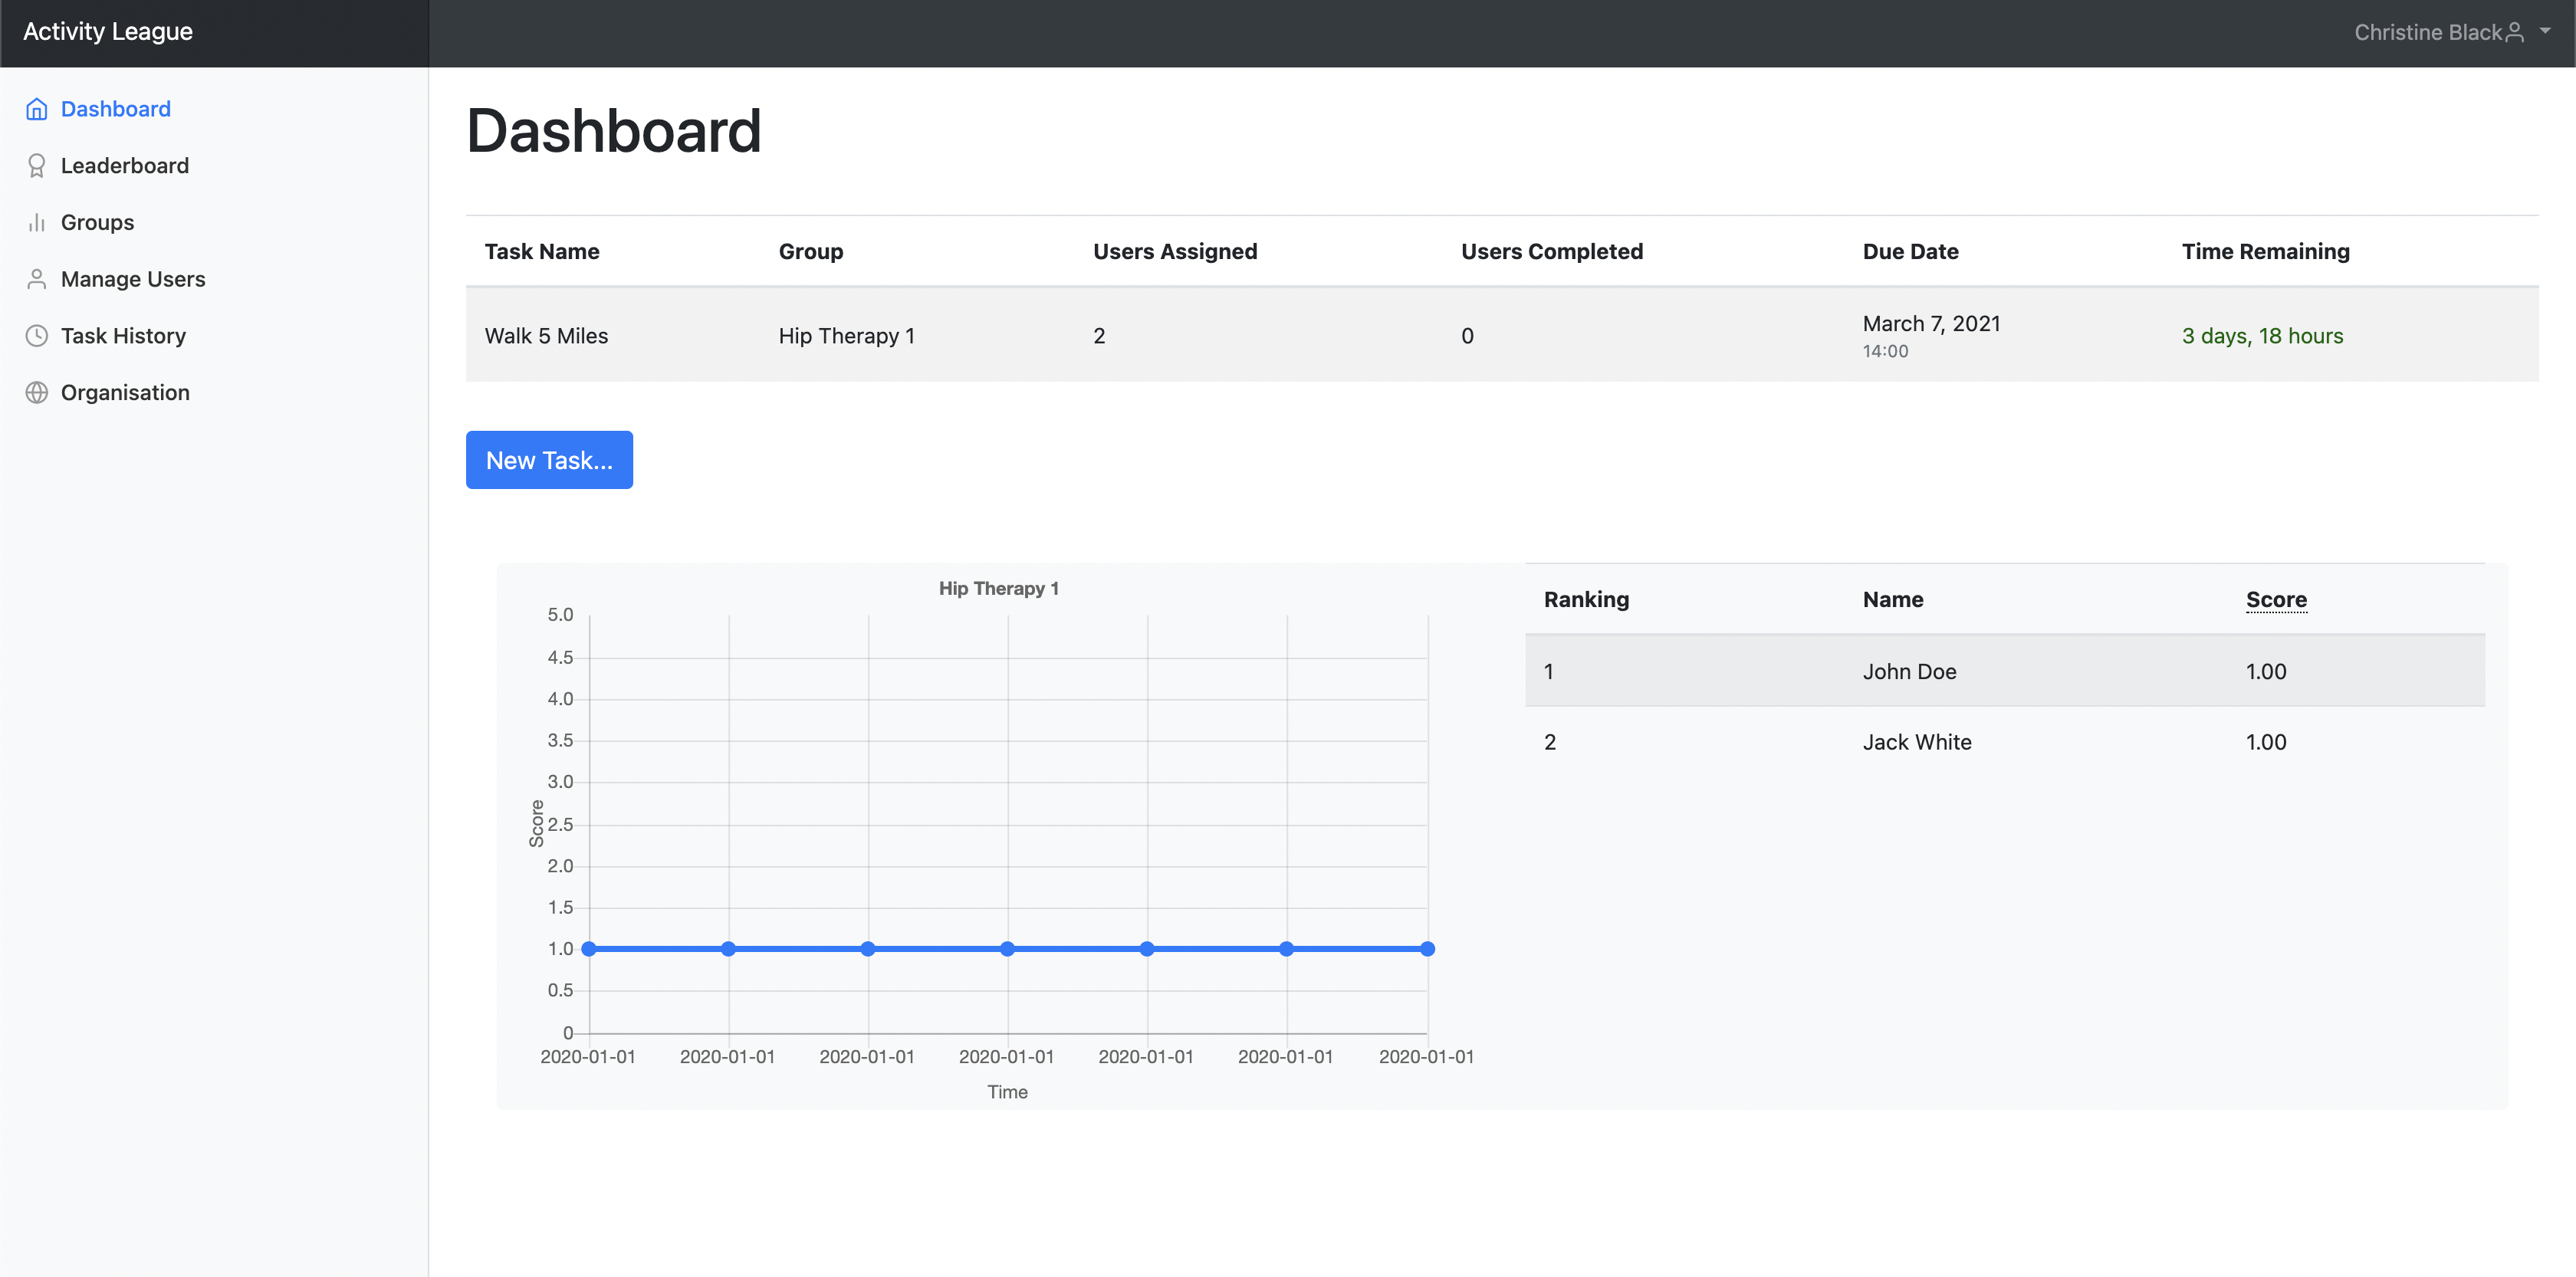 Activity League
Christine Black
Dashboard
Leaderboard
Groups
Manage Users
Task History
Organisation
Dashboard
Task Name Group Users Assigned Users Completed Due Date Time Remaining
Walk 5 Miles Hip Therapy 1 2 0 March 7, 2021 3 days, 18 hours
14:00
New Task...
Hip Therapy 1
5.0
4.5
4.0
3.5
3.0
2.5
2.0
1.5
1.0
0.5
0
Score
2020-01-01 2020-01-01 2020-01-01 2020-01-01 2020-01-01 2020-01-01 2020-01-01
Time
Ranking Name Score
1 John Doe 1.00
2 Jack White 1.00